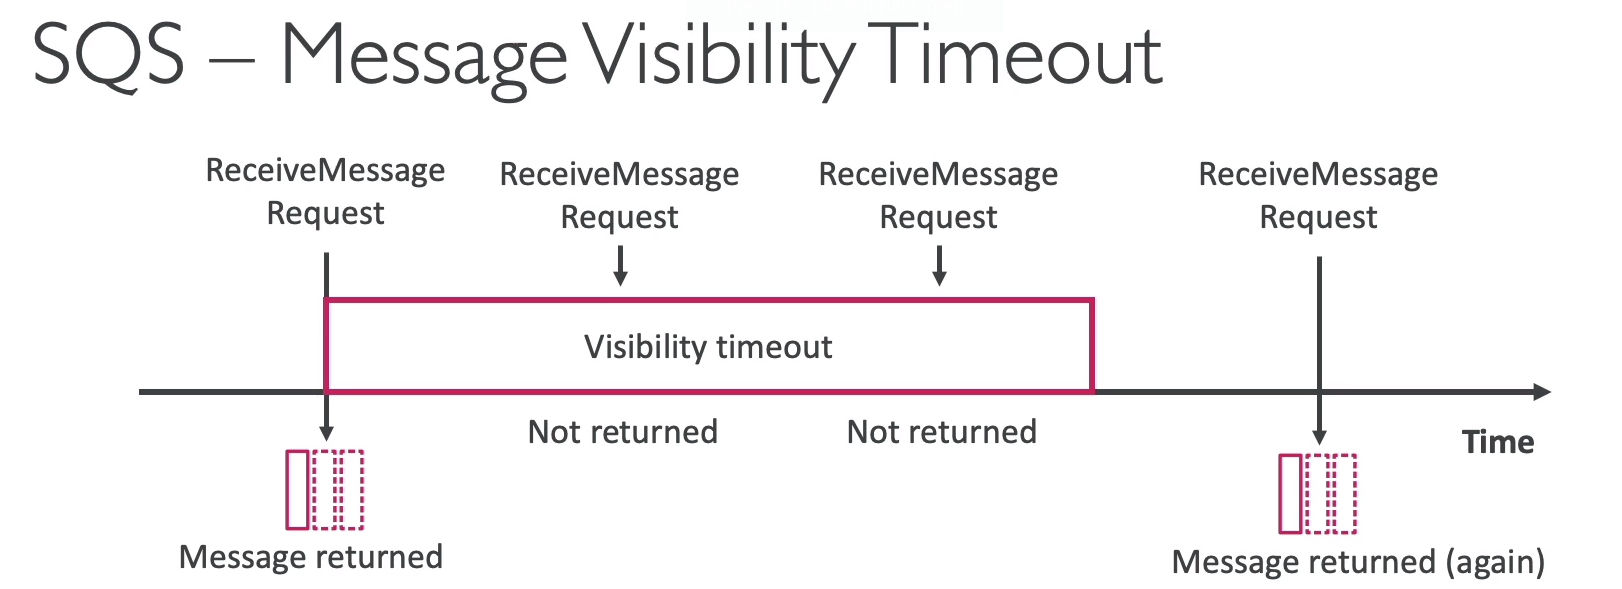 SQS – Message Visibility Timeout
ReceiveMessage
Request
ReceiveMessage
Request
ReceiveMessage
Request
ReceiveMessage
Request
Visibility timeout
Not returned
Not returned
Time
Message returned
Message returned (again)